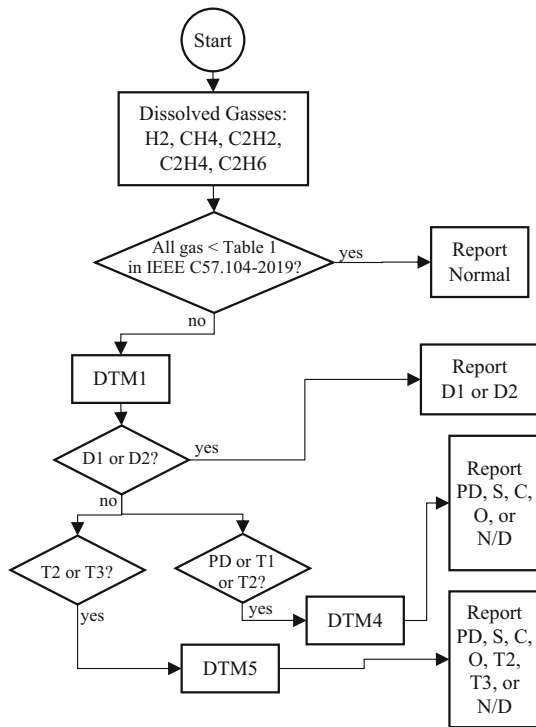 Start
Dissolved Gasses:
H2, CH4, C2H2,
C2H4, C2H6
All gas < Table 1
in IEEE C57.104-2019?
yes
Report
Normal
no
DTM1
Report
D1 or D2
D1 or D2?
yes
no
Report
PD, S, C,
O, or
N/D
T2 or T3?
PD or T1
or T2?
yes
yes
DTM4
DTM5
Report
PD, S, C,
O, T2,
T3, or
N/D